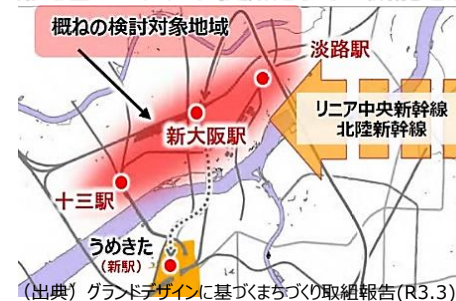 概ねの検討対象地域
淡路駅
リニア中央新幹線
北陸新幹線
新大阪駅
十三駅
うめきた
(新駅)
(出典) グランドデザインに基づくまちづくり取組報告(R3.3)